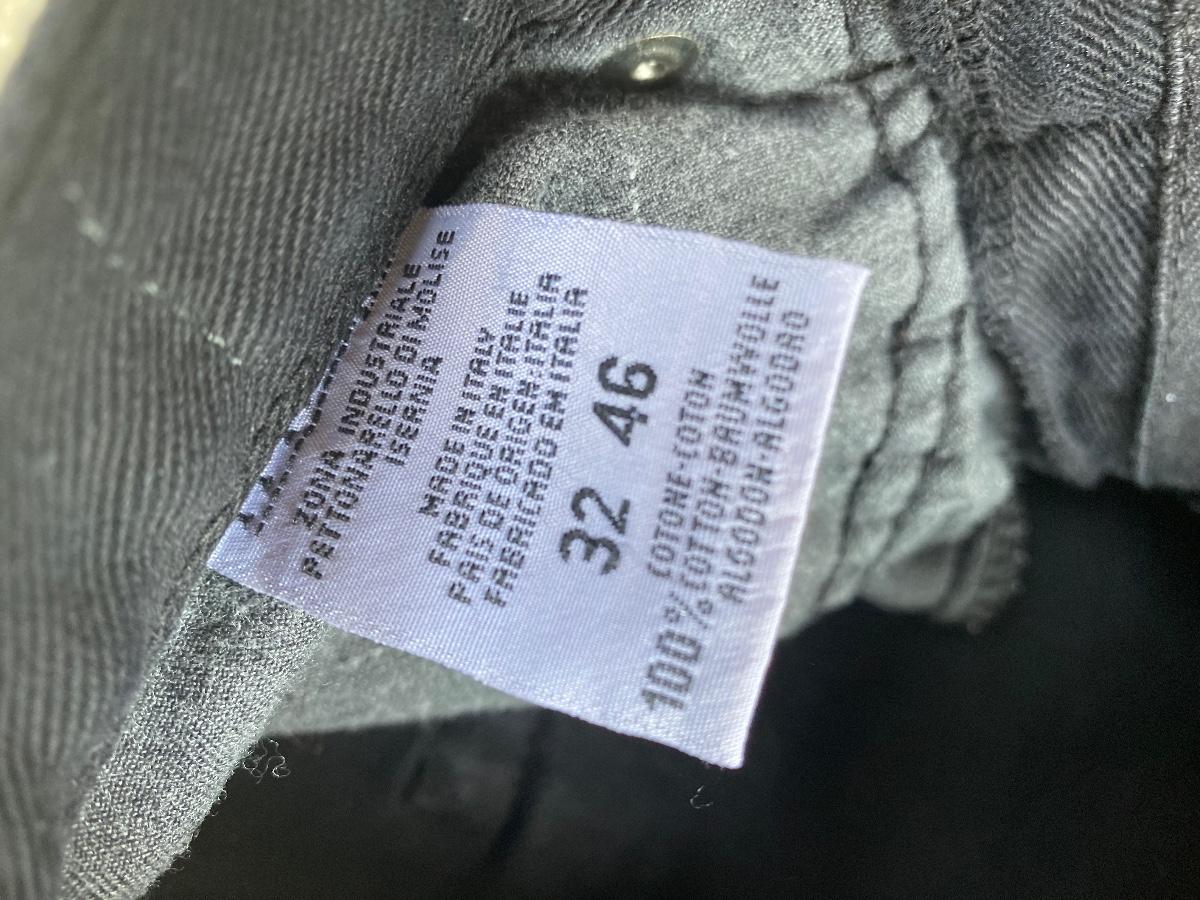 ZONA INDUSTRIALE
PETTONARELLO DI MOLISE
ISERNIA
MADE IN ITALY
FABRIQUE EN ITALIE
PAIS DE ORIGEN: ITALIA
FABRICADO EM ITALIA
32 46
COTONE-COTON
100% COTTON-BAUMWOLLE
ALGODON-ALGODAO